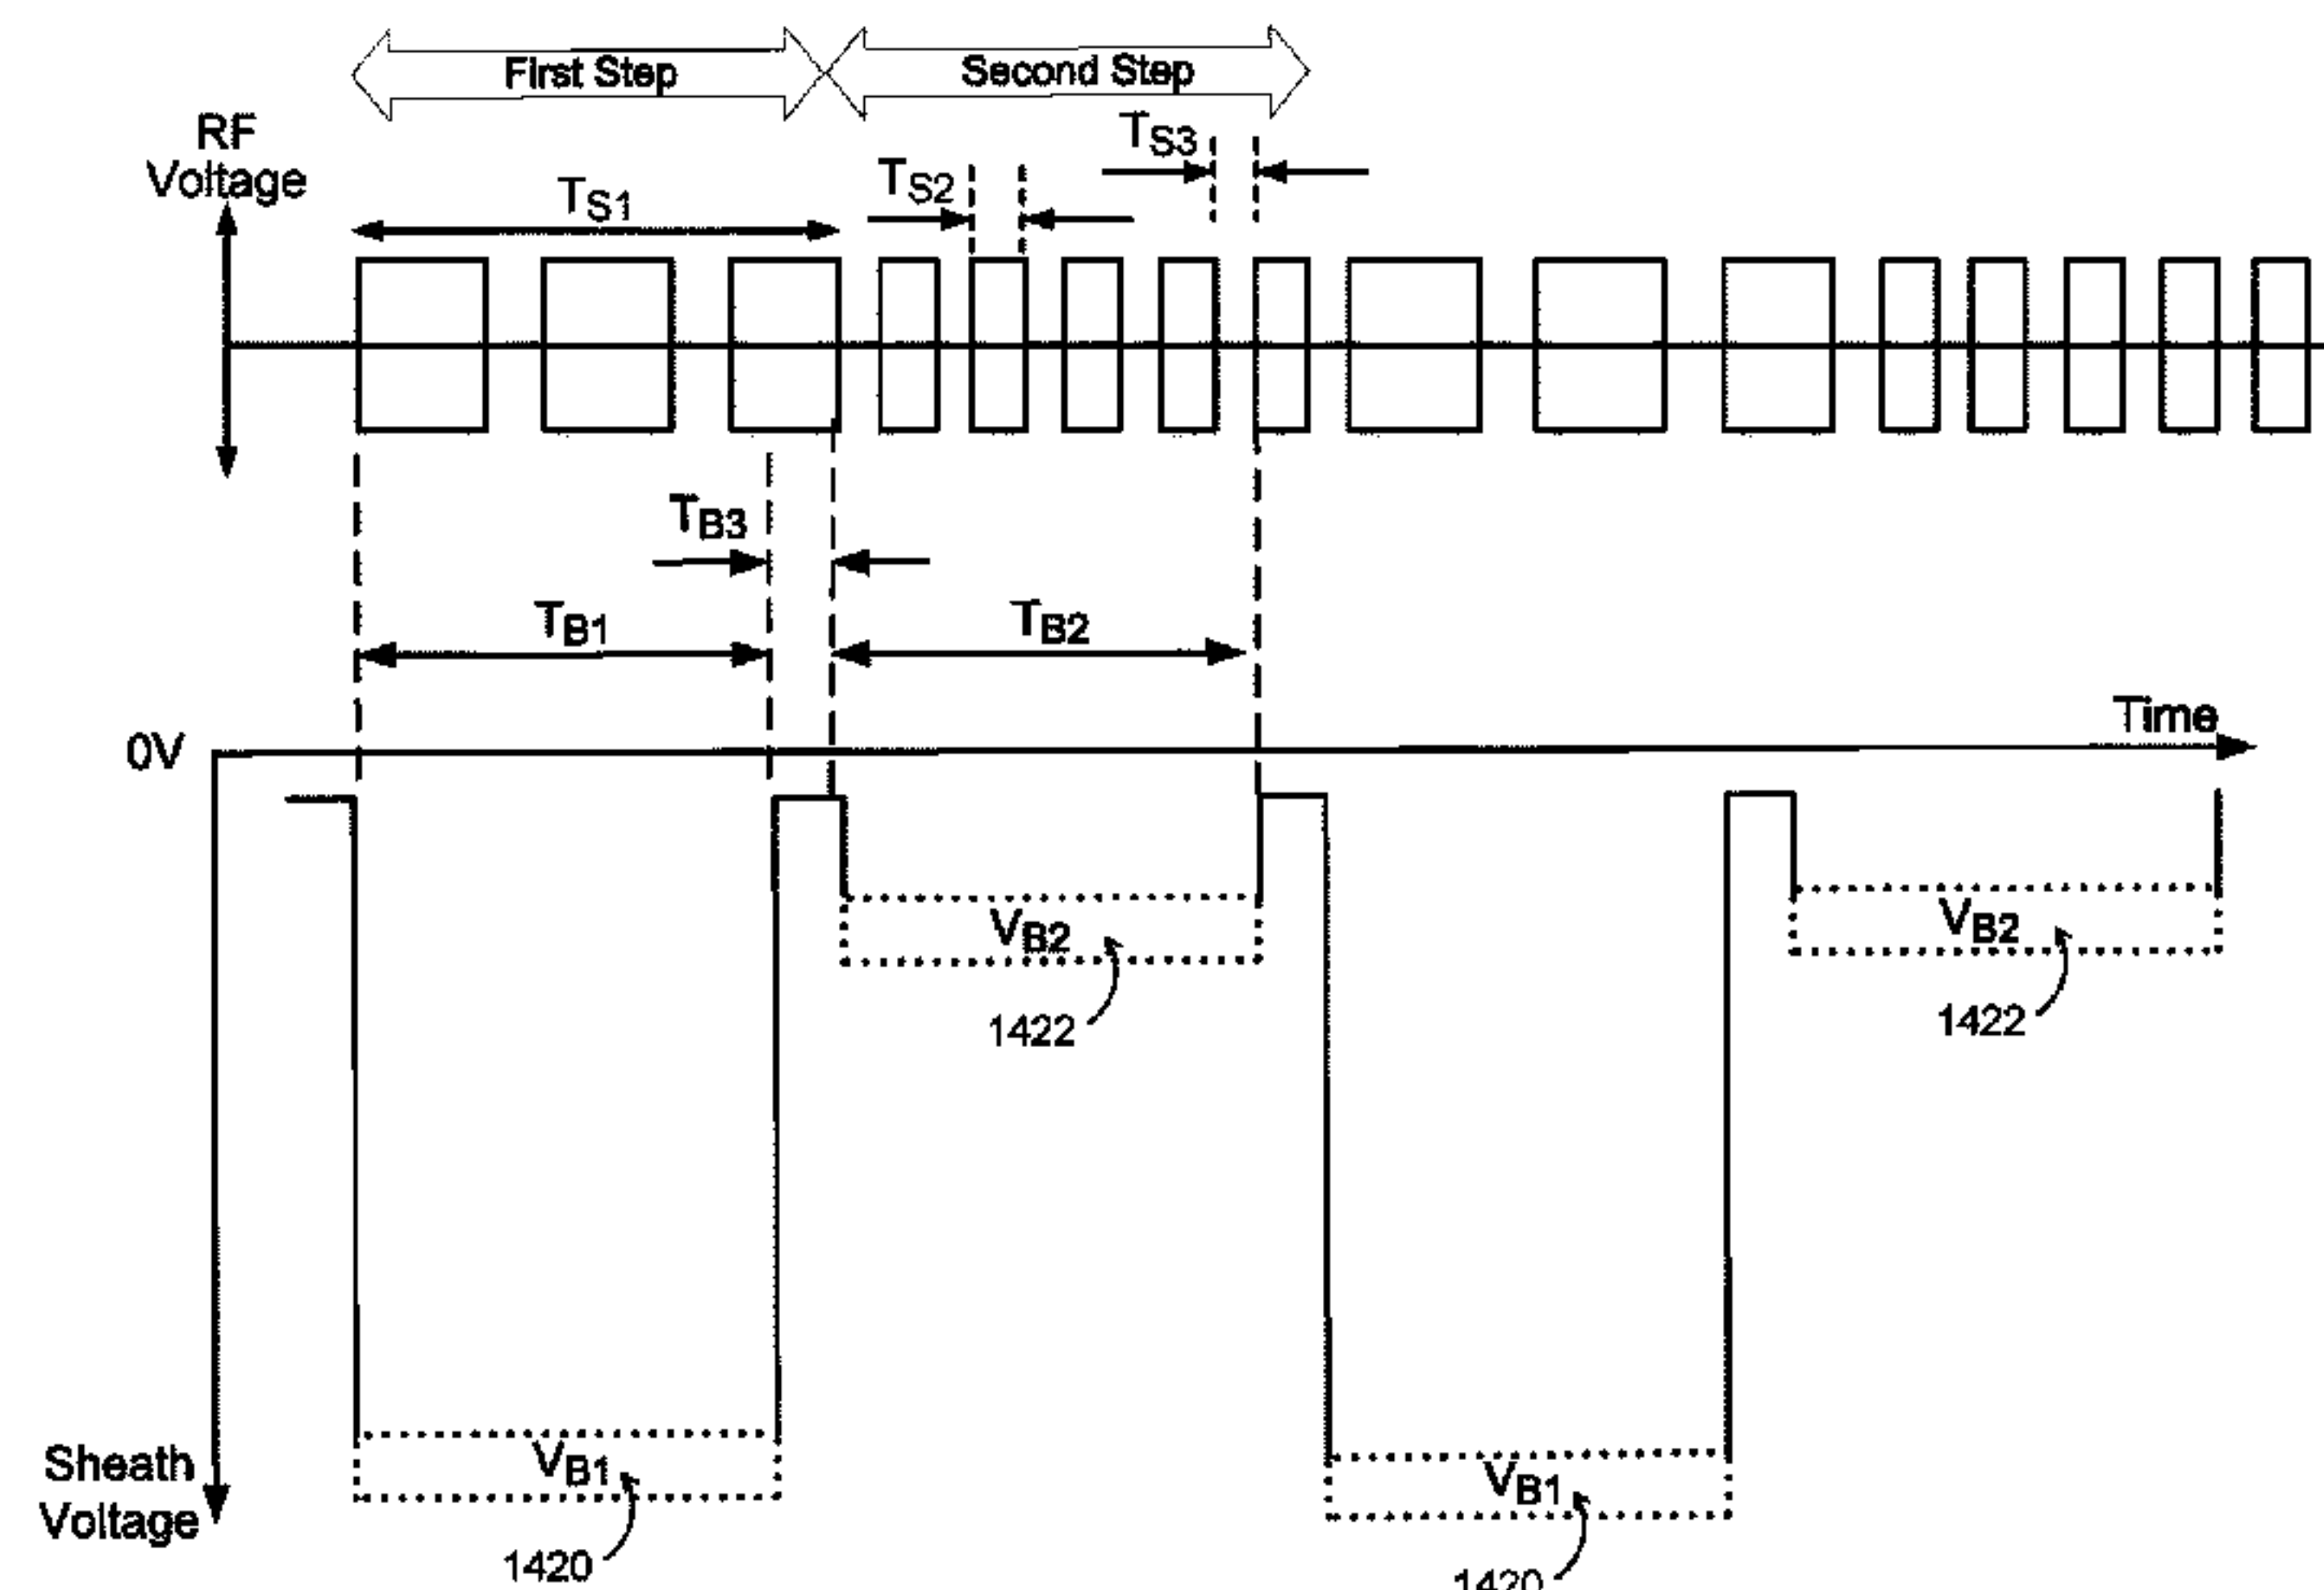 First Step
Second Step
RF
Voltage
TS1
TS2
TS3
TB3
TB1
TB2
0V
Time
VB2
1422
VB2
1422
Sheath
Voltage
VB1
1420
VB1
1420